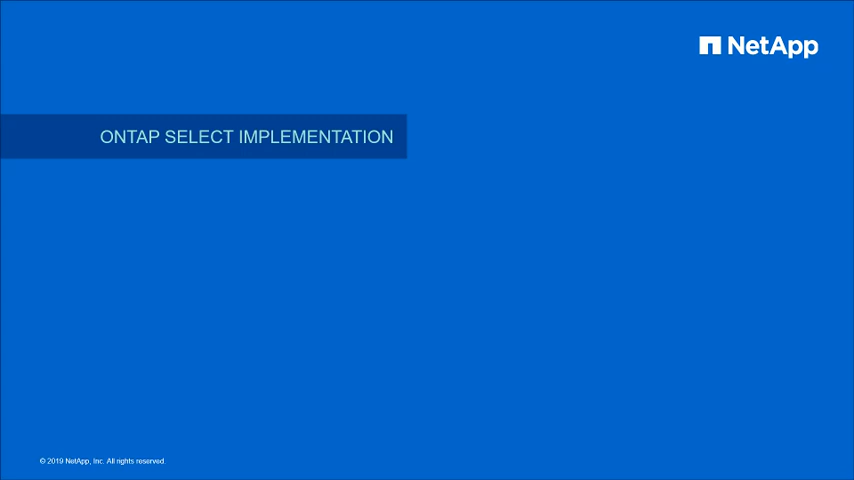 NetApp
ONTAP SELECT IMPLEMENTATION
© 2019 NetApp, Inc. All rights reserved.